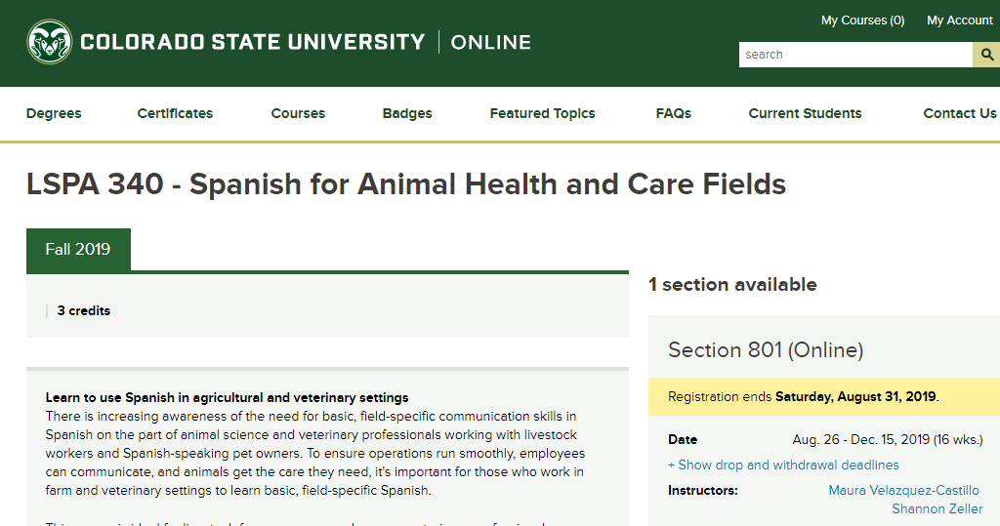 My Courses (0) My Account
COLORADO STATE UNIVERSITY ONLINE
search
Degrees Certificates Courses Badges Featured Topics FAQs Current Students Contact Us
LSPA 340 - Spanish for Animal Health and Care Fields
Fall 2019
3 credits
Learn to use Spanish in agricultural and veterinary settings
There is increasing awareness of the need for basic, field-specific communication skills in
Spanish on the part of animal science and veterinary professionals working with livestock
workers and Spanish-speaking pet owners. To ensure operations run smoothly, employees
can communicate, and animals get the care they need, it's important for those who work in
farm and veterinary settings to learn basic, field-specific Spanish.
1 section available
Section 801 (Online)
Registration ends Saturday, August 31, 2019.
Date Aug. 26 - Dec. 15, 2019 (16 wks.)
+ Show drop and withdrawal deadlines
Instructors: Maura Velazquez-Castillo
Shannon Zeller